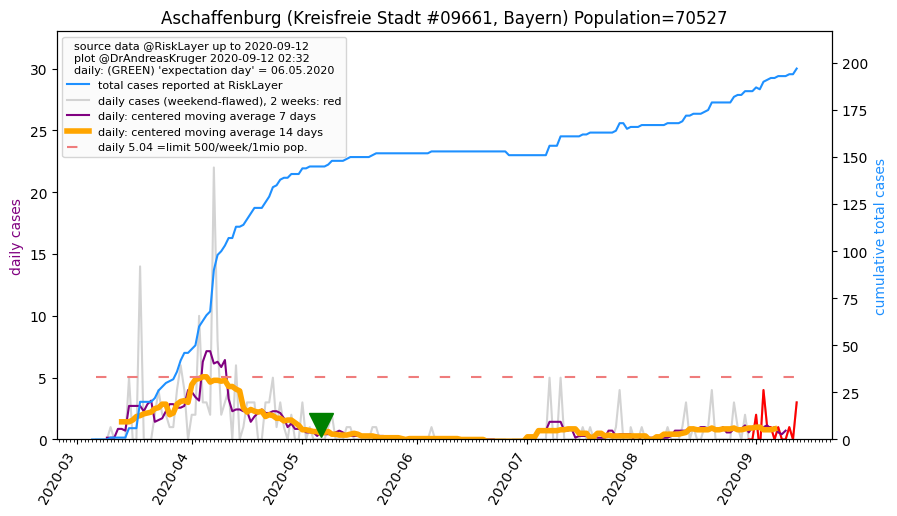 Aschaffenburg (Kreisfreie Stadt #09661, Bayern) Population=70527
source data @RiskLayer up to 2020-09-12
plot @DrAndreasKruger 2020-09-12 02:32
daily: (GREEN) 'expectation day' = 06.05.2020
total cases reported at RiskLayer
daily cases (weekend-flawed), 2 weeks: red
daily: centered moving average 7 days
daily: centered moving average 14 days
daily 5.04 =limit 500/week/1mio pop.
daily cases
30
25
20
15
10
5
0
cumulative total cases
200
175
150
125
100
75
50
25
0
2020-03
2020-04
2020-05
2020-06
2020-07
2020-08
2020-09